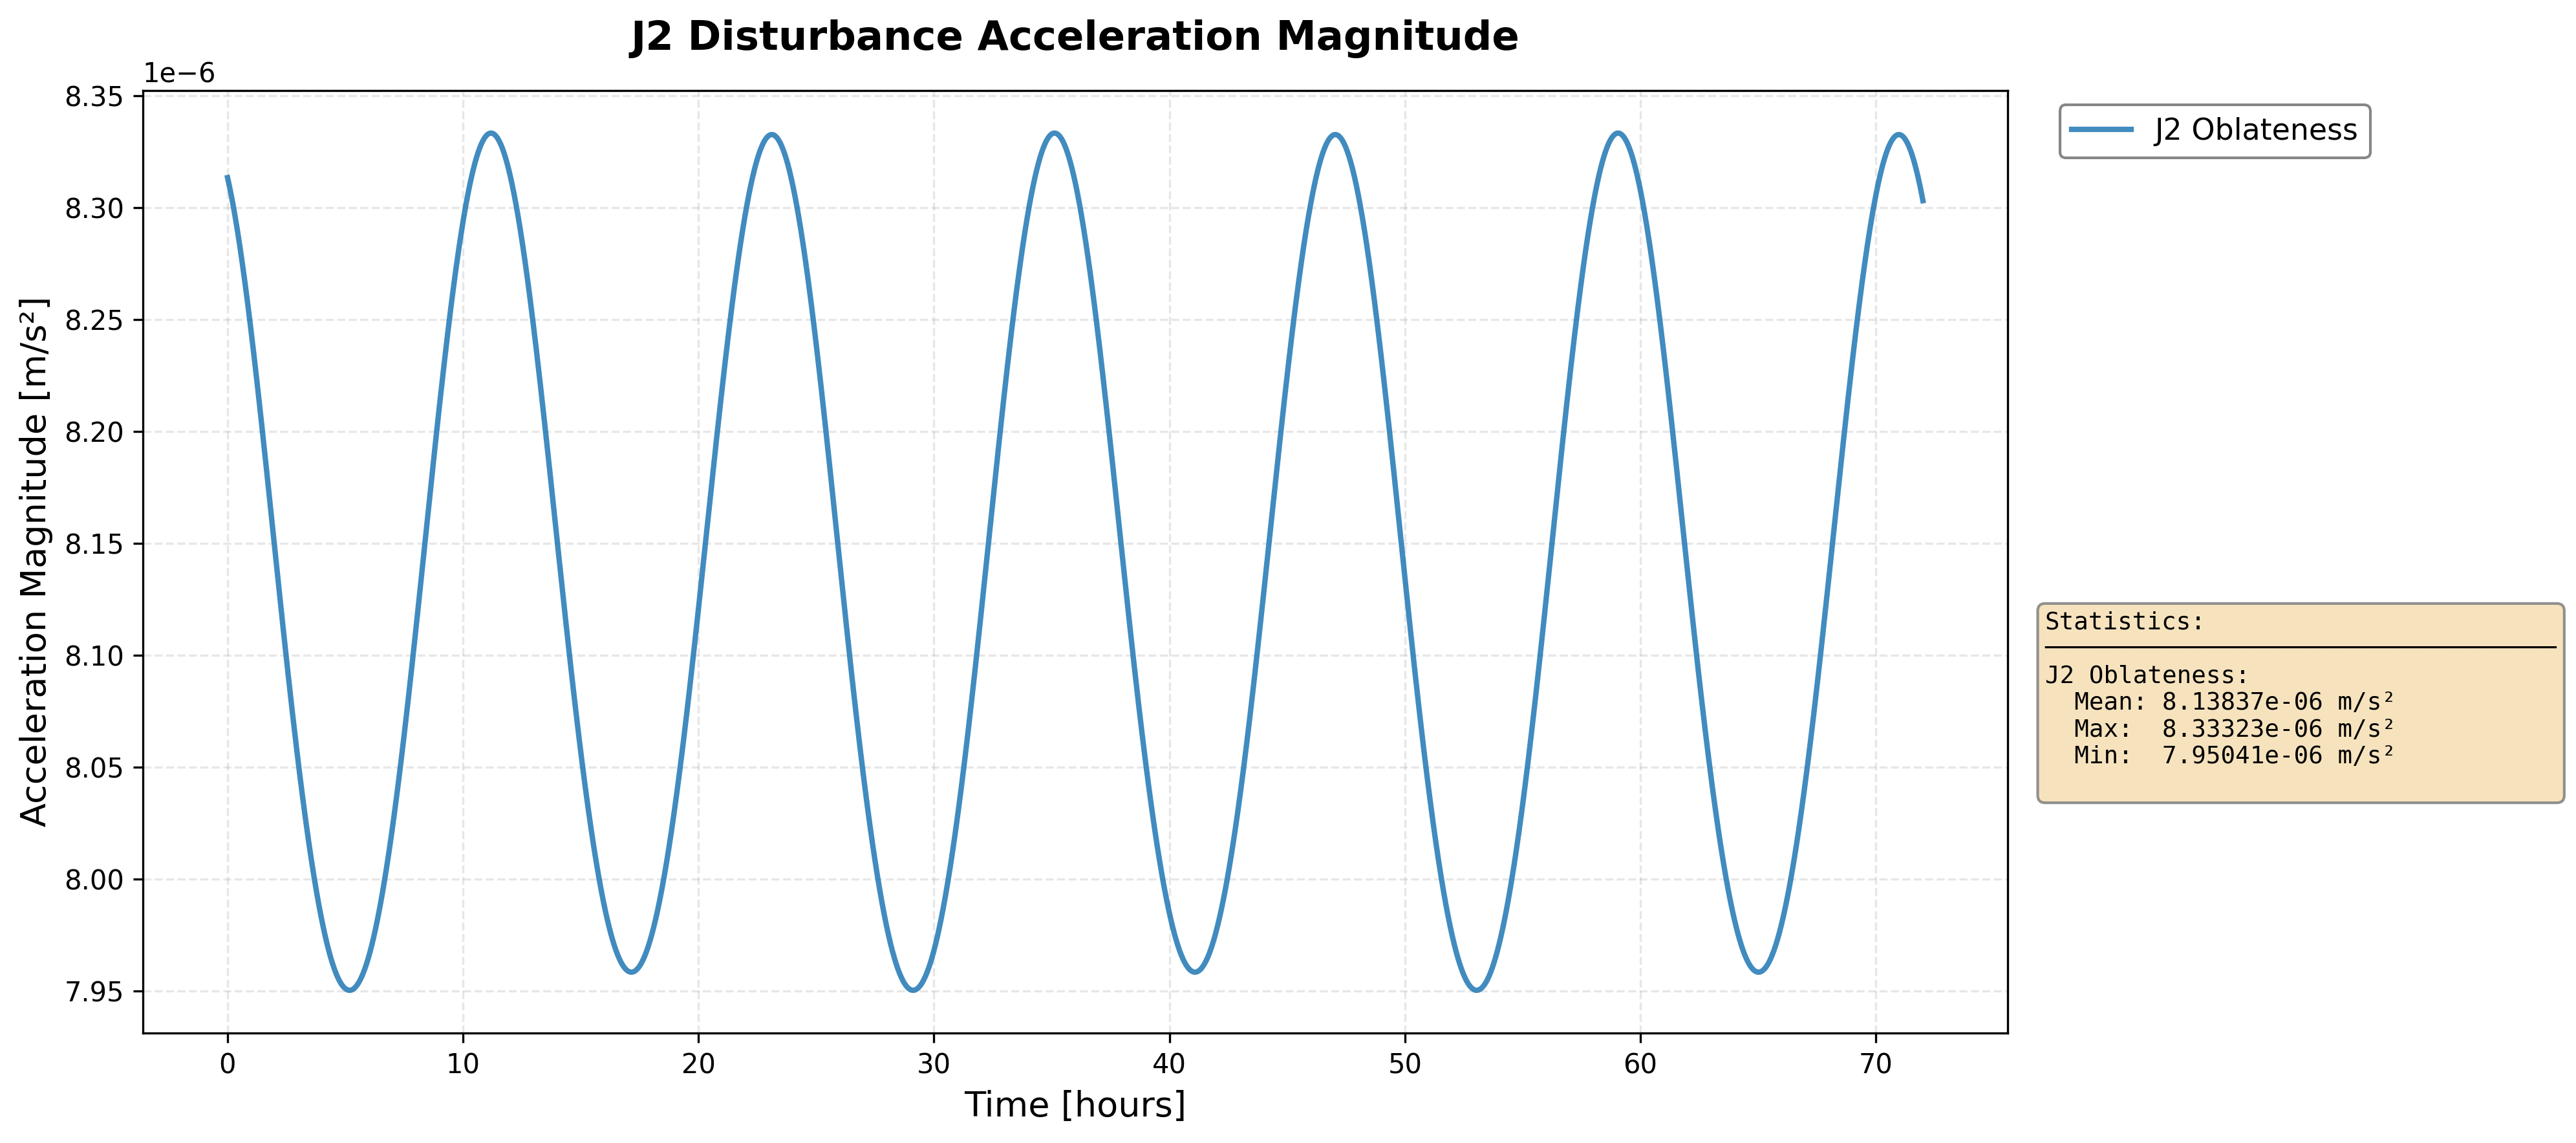 J2 Disturbance Acceleration Magnitude
1e−6
8.35
8.30
8.25
8.20
8.15
8.10
8.05
8.00
7.95
Acceleration Magnitude [m/s²]
0 10 20 30 40 50 60 70
Time [hours]
J2 Oblateness
Statistics:
J2 Oblateness:
Mean: 8.13837e-06 m/s²
Max: 8.33323e-06 m/s²
Min: 7.95041e-06 m/s²